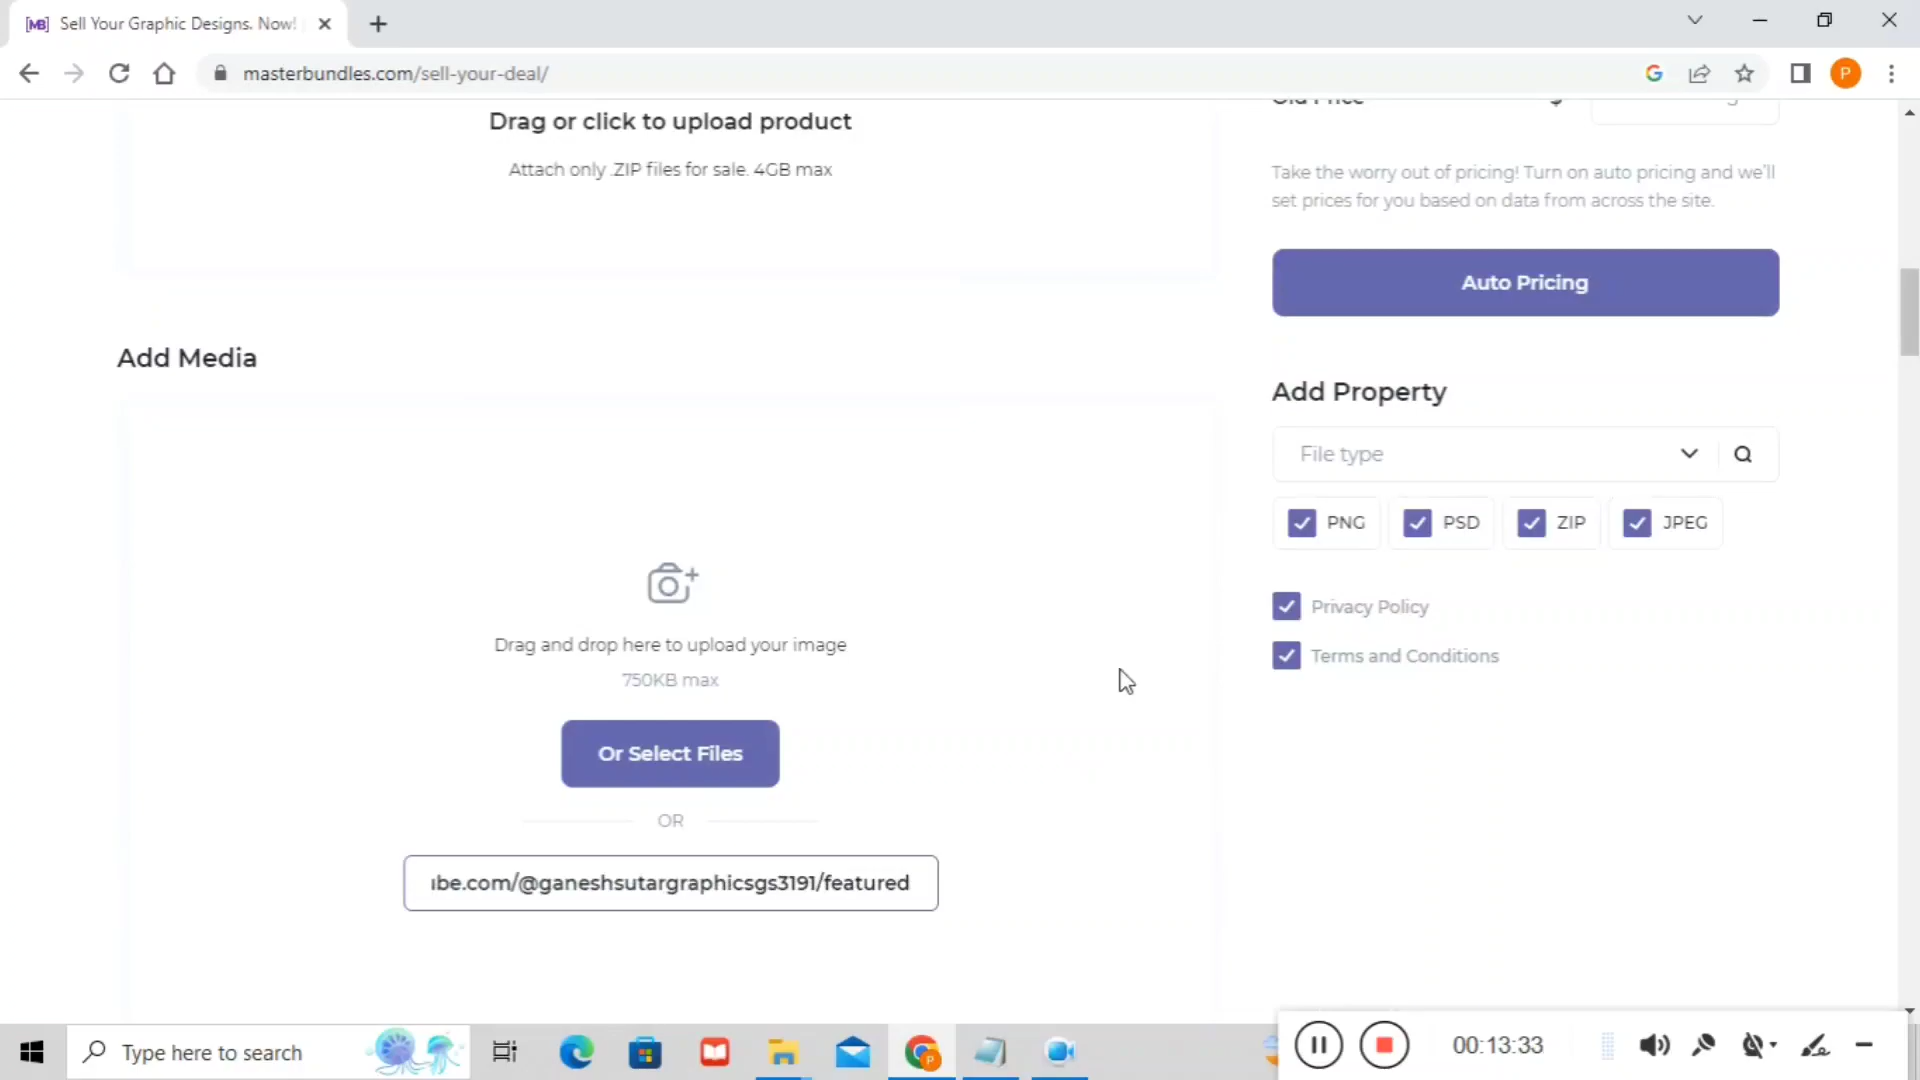 [MB] Sell Your Graphic Designs. Now!
masterbundles.com/sell-your-deal/
P
Drag or click to upload product
Attach only .ZIP files for sale. 4GB max
Old Price
$
Take the worry out of pricing! Turn on auto pricing and we'll
set prices for you based on data from across the site.
Auto Pricing
Add Media
Add Property
File type
PNG
PSD
ZIP
JPEG
Privacy Policy
Terms and Conditions
Drag and drop here to upload your image
750KB max
Or Select Files
OR
ibe.com/@ganeshsutargraphicsgs3191/featured
Type here to search
P
00:13:33